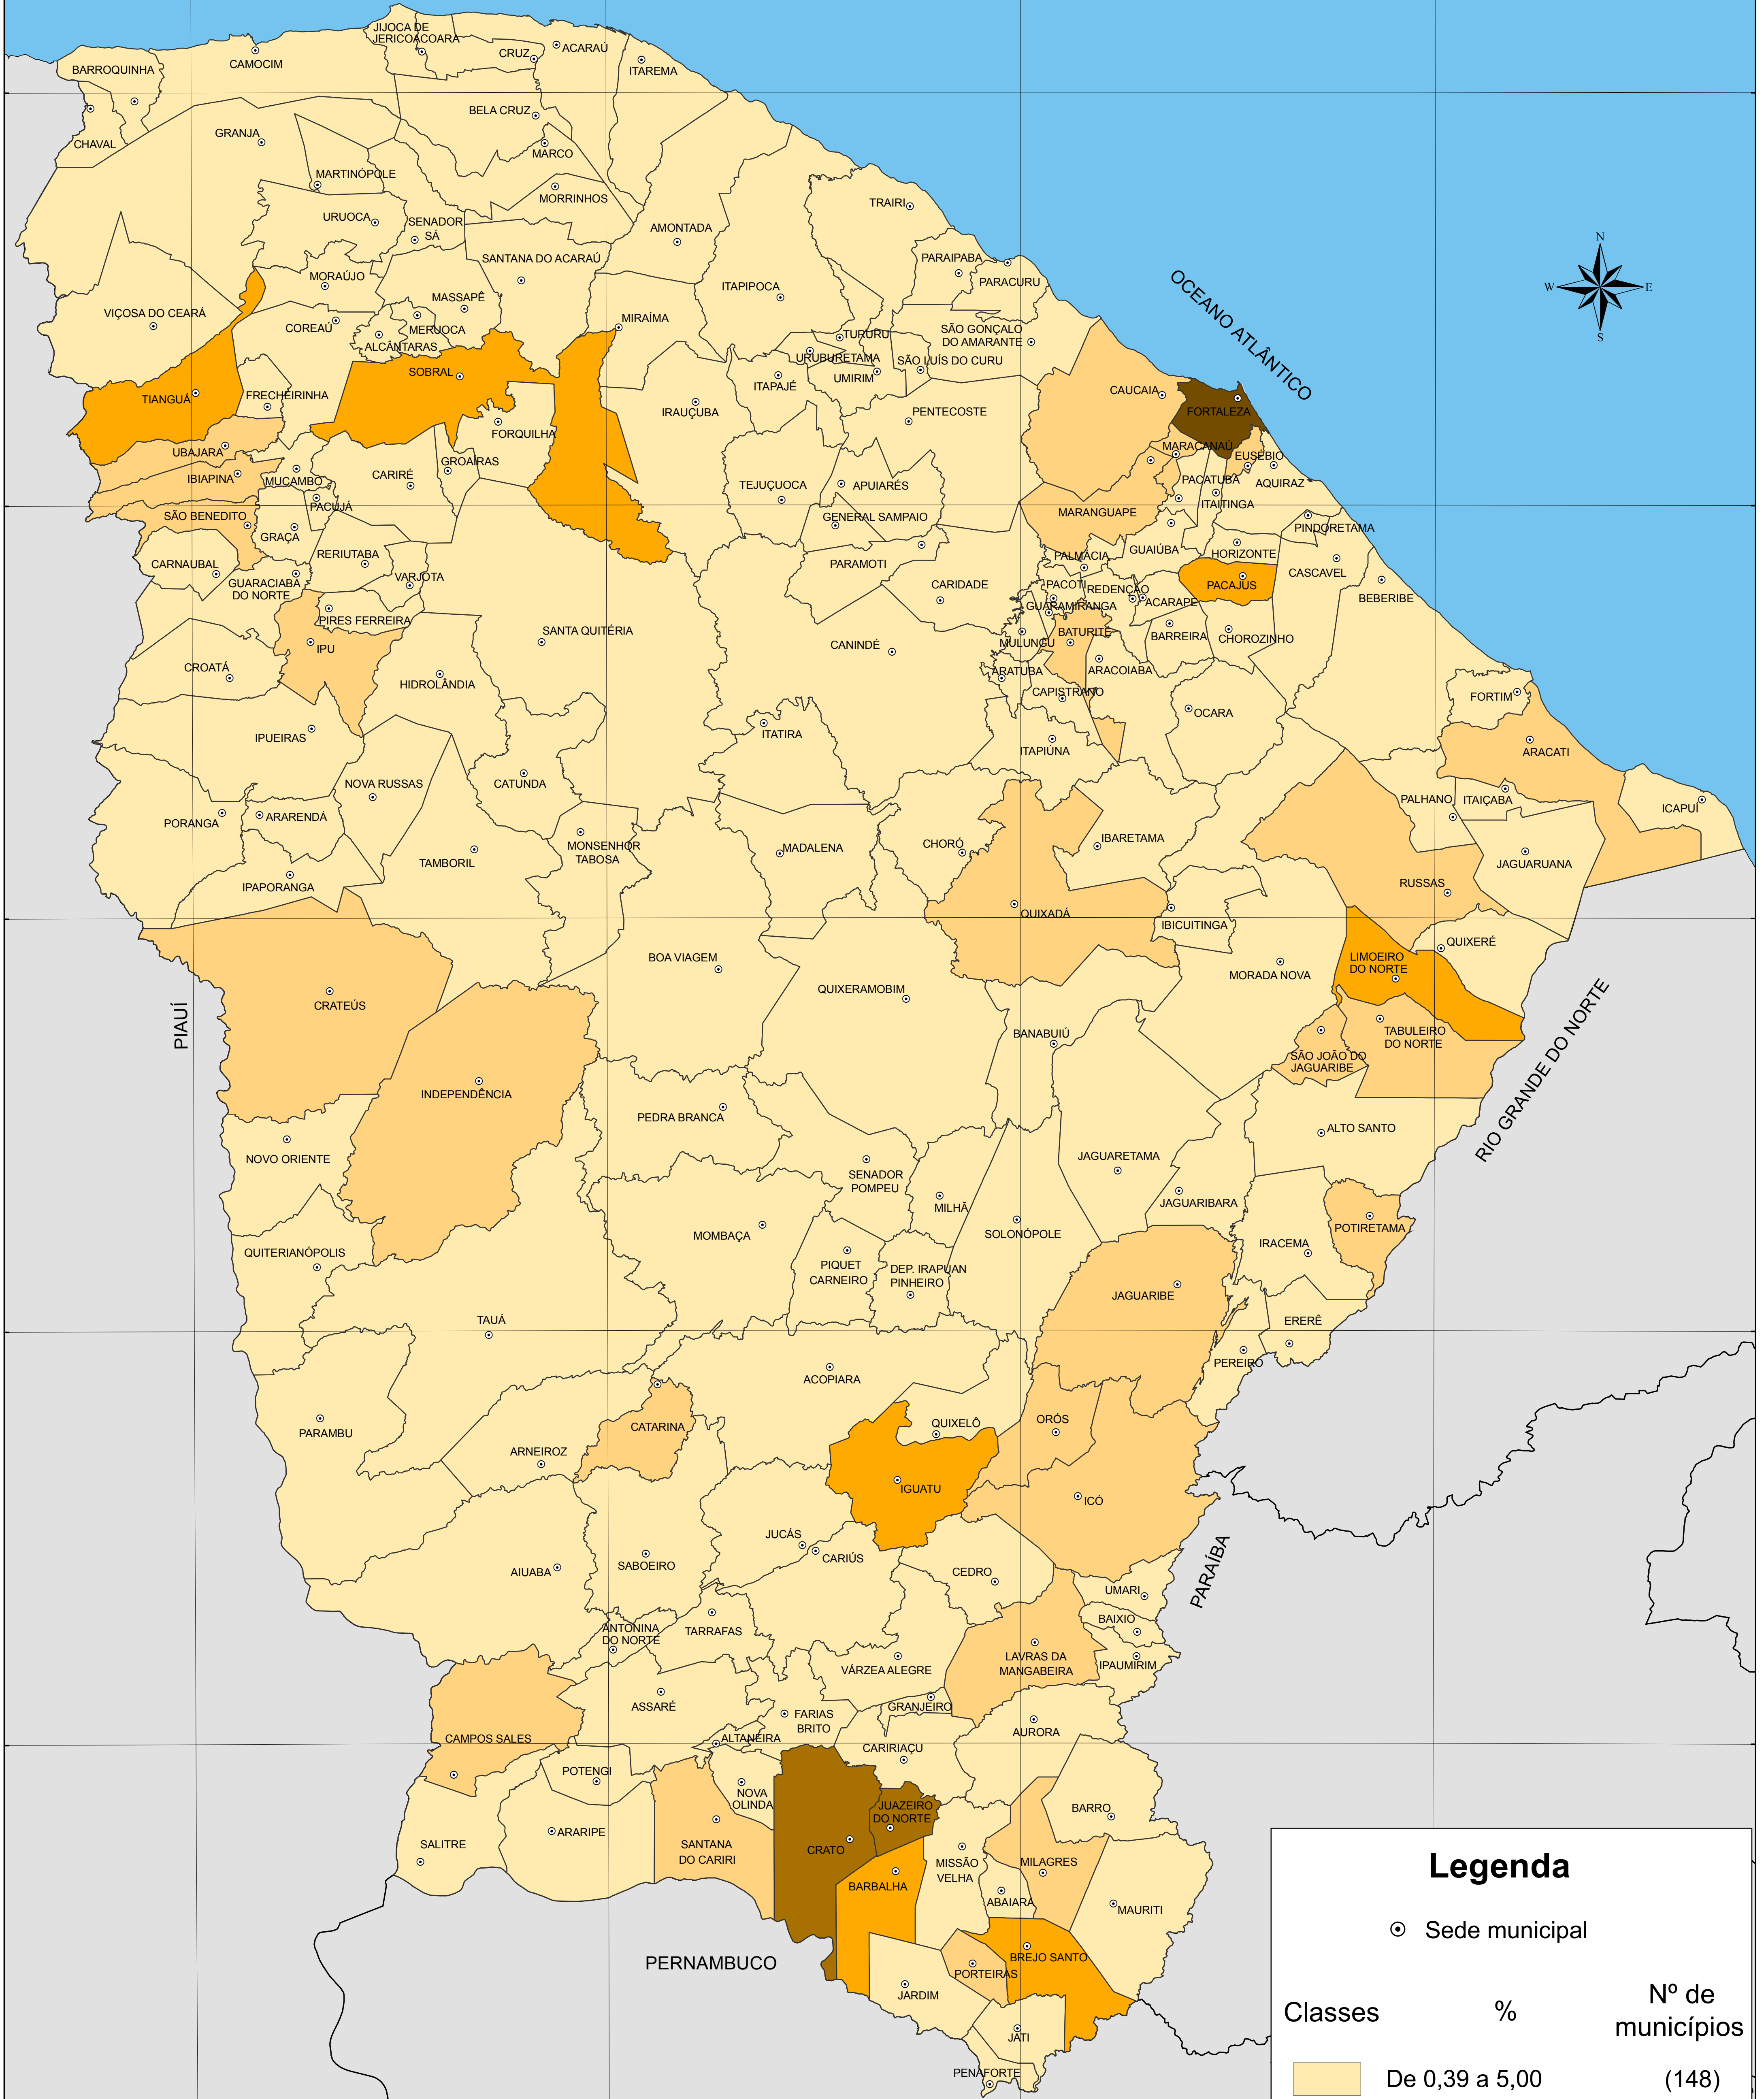 JIJOCA DE
JERICOACOARA
CRUZ
ACARAÚ
BARROQUINHA
CAMOCIM
ITAREMA
BELA CRUZ
CHAVAL
GRANJA
MARCO
MARTINÓPOLE
MORRINHOS
TRAIRI
URUOCA
SENADOR
SÁ
AMONTADA
N
W
E
S
SANTANA DO ACARAÚ
PARAIPABA
MORAÚJO
PARACURU
ITAPIPOCA
MASSAPÊ
VIÇOSA DO CEARÁ
OCEANO ATLÂNTICO
MIRAÍMA
COREAÚ
MERUOCA
SÃO GONÇALO
DO AMARANTE
TURURU
ALCÂNTARAS
URUBURETAMA
SÃO LUÍS DO CURU
SOBRAL
UMIRIM
ITAPAJÉ
CAUCAIA
FRECHEIRINHA
TIANGUÁ
IRAUÇUBA
PENTECOSTE
FORTALEZA
FORQUILHA
MARACANAÚ
UBAJARA
EUSÉBIO
GROAÍRAS
CARIRÉ
IBIAPINA
MUCAMBO
PACATUBA
AQUIRAZ
TEJUÇUOCA
APUIARÉS
PACUJÁ
ITAITINGA
SÃO BENEDITO
MARANGUAPE
GENERAL SAMPAIO
PINDORETAMA
GRAÇA
RERIUTABA
GUAIÚBA
HORIZONTE
PALMÁCIA
CARNAUBAL
PARAMOTI
CASCAVEL
VARJOTA
GUARACIABA
DO NORTE
CARIDADE
PACOTI
REDENÇÃO
PACAJUS
BEBERIBE
ACARAPE
GUARAMIRANGA
PIRES FERREIRA
SANTA QUITÉRIA
BATURITÉ
BARREIRA
CHOROZINHO
MULUNGU
CANINDÉ
IPU
CROATÁ
ARATUBA
ARACOIABA
HIDROLÂNDIA
CAPISTRANO
FORTIM
OCARA
IPUEIRAS
ITATIRA
ITAPIÚNA
ARACATI
NOVA RUSSAS
CATUNDA
PALHANO
ITAIÇABA
ICAPUÍ
PORANGA
ARARENDÁ
IBARETAMA
MONSENHOR
TABOSA
MADALENA
CHORÓ
TAMBORIL
JAGUARUANA
IPAPORANGA
RUSSAS
QUIXADÁ
IBICUITINGA
QUIXERÉ
BOA VIAGEM
LIMOEIRO
DO NORTE
MORADA NOVA
QUIXERAMOBIM
CRATEÚS
PIAUÍ
BANABUIÚ
TABULEIRO
DO NORTE
SÃO JOÃO DO
JAGUARIBE
RIO GRANDE DO NORTE
INDEPENDÊNCIA
PEDRA BRANCA
ALTO SANTO
NOVO ORIENTE
JAGUARETAMA
SENADOR
POMPEU
JAGUARIBARA
MILHÃ
POTIRETAMA
MOMBAÇA
SOLONÓPOLE
IRACEMA
QUITERIANÓPOLIS
PIQUET
CARNEIRO
DEP. IRAPUAN
PINHEIRO
JAGUARIBE
TAUÁ
ERERÊ
PEREIRO
ACOPIARA
ORÓS
QUIXELÔ
CATARINA
PARAMBU
ARNEIROZ
IGUATU
ICÓ
JUCÁS
CARIÚS
SABOEIRO
AIUABA
CEDRO
PARAÍBA
UMARI
BAIXIO
ANTONINA
DO NORTE
TARRAFAS
LAVRAS DA
MANGABEIRA
IPAUMIRIM
VÁRZEA ALEGRE
ASSARÉ
GRANJEIRO
FARIAS
BRITO
AURORA
CAMPOS SALES
ALTANEIRA
CARIRIAÇU
POTENGI
NOVA
OLINDA
JUAZEIRO
DO NORTE
BARRO
ARARIPE
SALITRE
SANTANA
DO CARIRI
CRATO
MISSÃO
VELHA
MILAGRES
BARBALHA
ABAIARA
MAURITI
BREJO SANTO
PERNAMBUCO
PORTEIRAS
JARDIM
JATI
PENAFORTE
Legenda
Sede municipal
Classes
%
Nº de
municípios
De 0,39 a 5,00
(148)